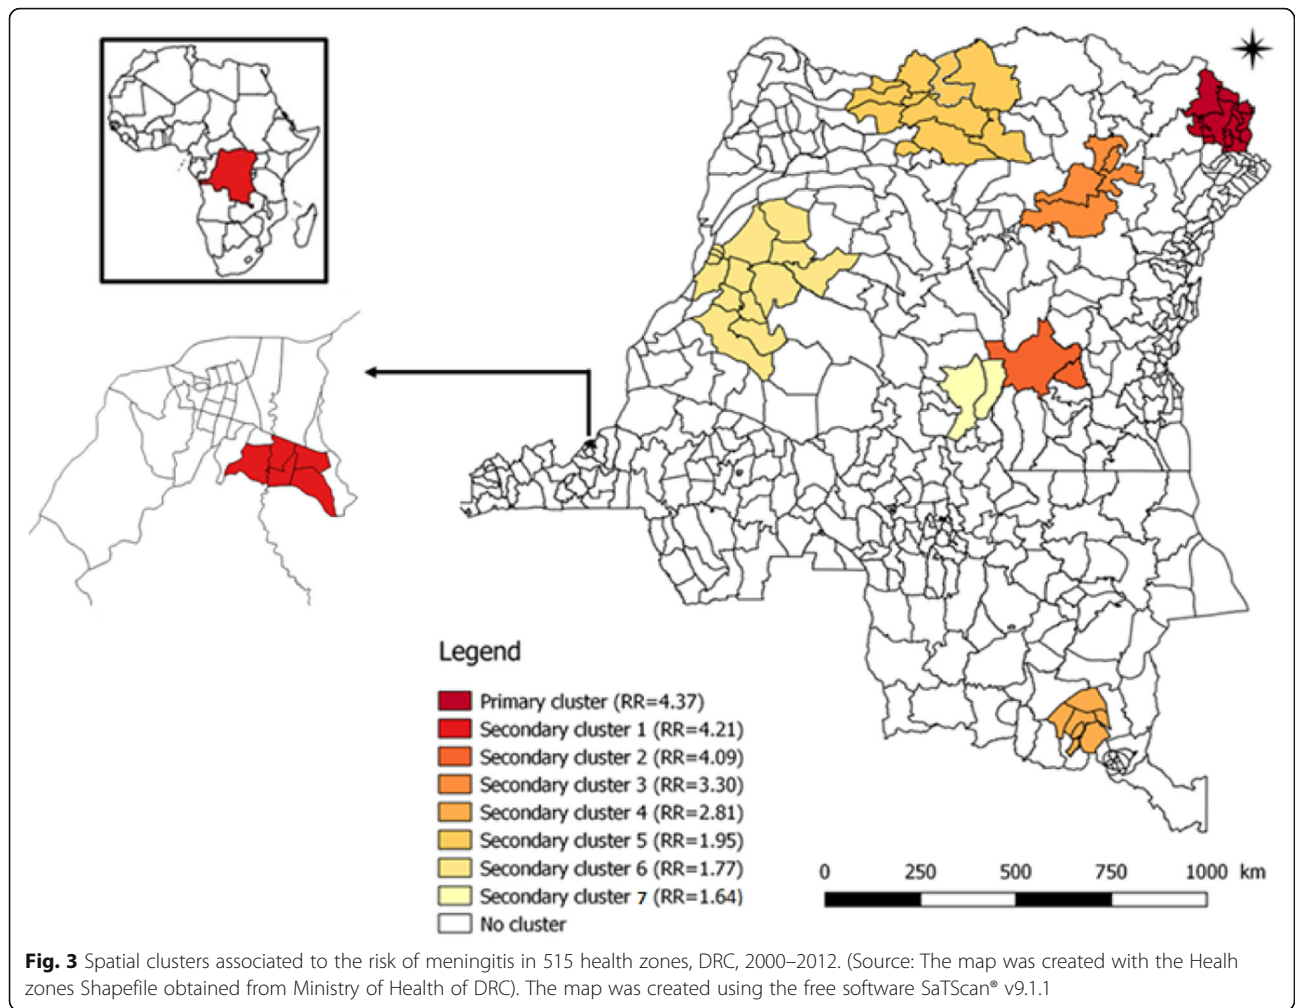 Legend
Primary cluster (RR=4.37)
Secondary cluster 1 (RR=4.21)
Secondary cluster 2 (RR=4.09)
Secondary cluster 3 (RR=3.30)
Secondary cluster 4 (RR=2.81)
Secondary cluster 5 (RR=1.95)
Secondary cluster 6 (RR=1.77)
Secondary cluster 7 (RR=1.64)
No cluster
0 250 500 750 1000 km
Fig. 3 Spatial clusters associated to the risk of meningitis in 515 health zones, DRC, 2000–2012. (Source: The map was created with the Healh
zones Shapefile obtained from Ministry of Health of DRC). The map was created using the free software SaTScan® v9.1.1